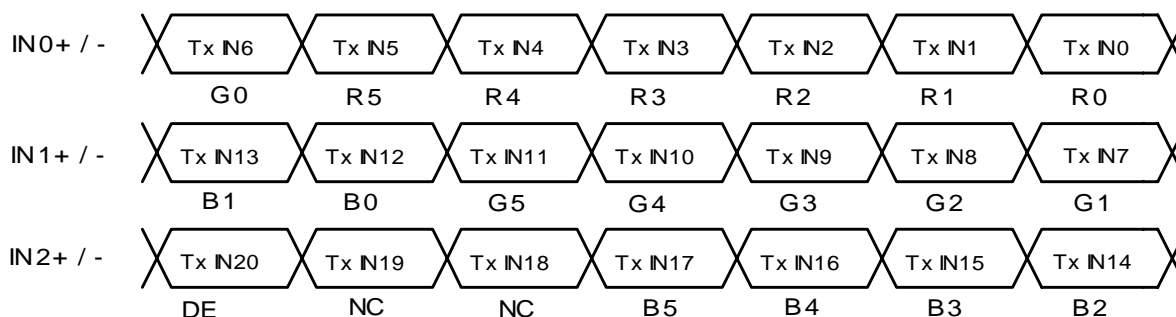 IN0+ / - Tx IN6 Tx IN5 Tx IN4 Tx IN3 Tx IN2 Tx IN1 Tx IN0
G0 R5 R4 R3 R2 R1 R0
IN1+ / - Tx IN13 Tx IN12 Tx IN11 Tx IN10 Tx IN9 Tx IN8 Tx IN7
B1 B0 G5 G4 G3 G2 G1
IN2+ / - Tx IN20 Tx IN19 Tx IN18 Tx IN17 Tx IN16 Tx IN15 Tx IN14
DE NC NC B5 B4 B3 B2